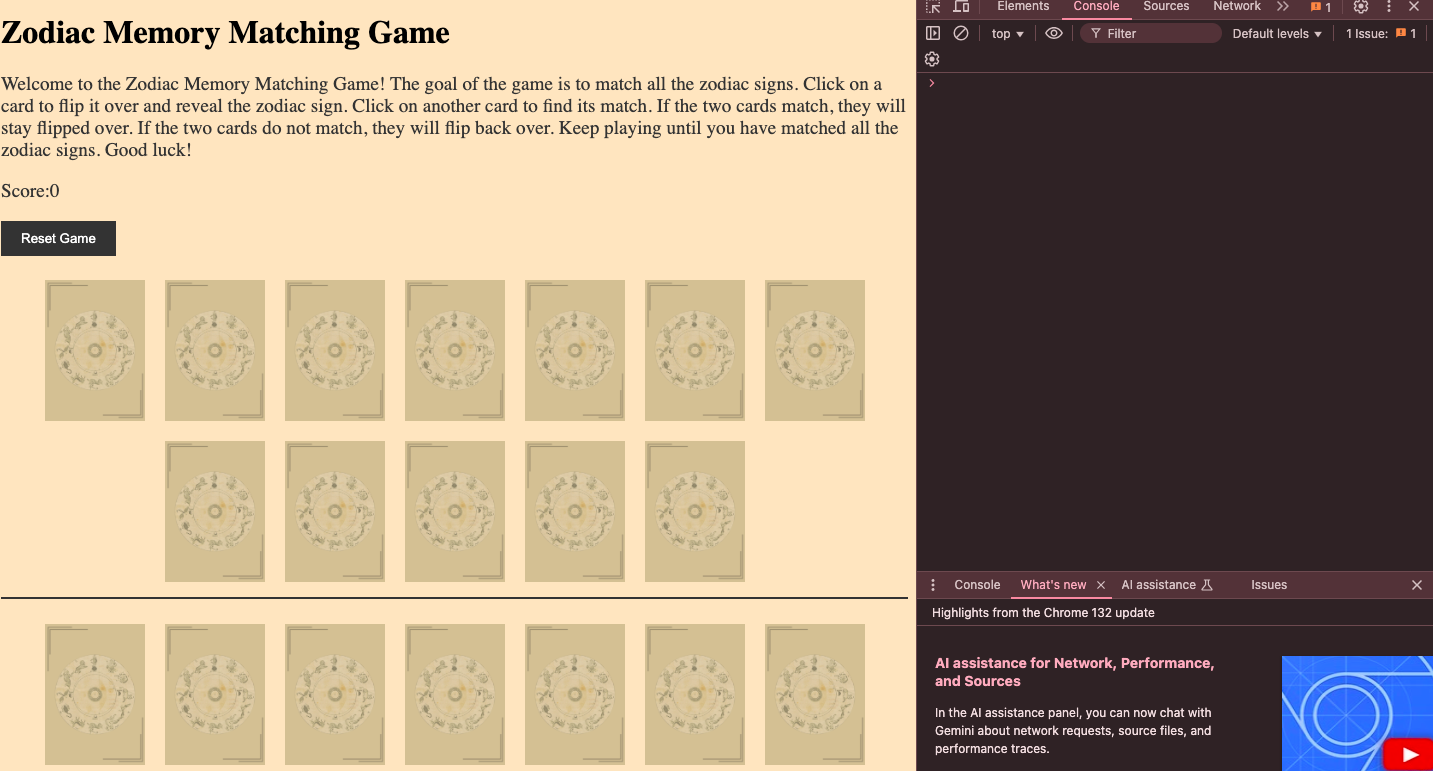 Zodiac Memory Matching Game
Welcome to the Zodiac Memory Matching Game! The goal of the game is to match all the zodiac signs. Click on a
card to flip it over and reveal the zodiac sign. Click on another card to find its match. If the two cards match, they will
stay flipped over. If the two cards do not match, they will flip back over. Keep playing until you have matched all the
zodiac signs. Good luck!
Score:0
Reset Game
Elements Console Sources Network 1
top Filter Default levels 1 Issue: 1
Console What's new AI assistance Issues
Highlights from the Chrome 132 update
AI assistance for Network, Performance,
and Sources
In the AI assistance panel, you can now chat with
Gemini about network requests, source files, and
performance traces.